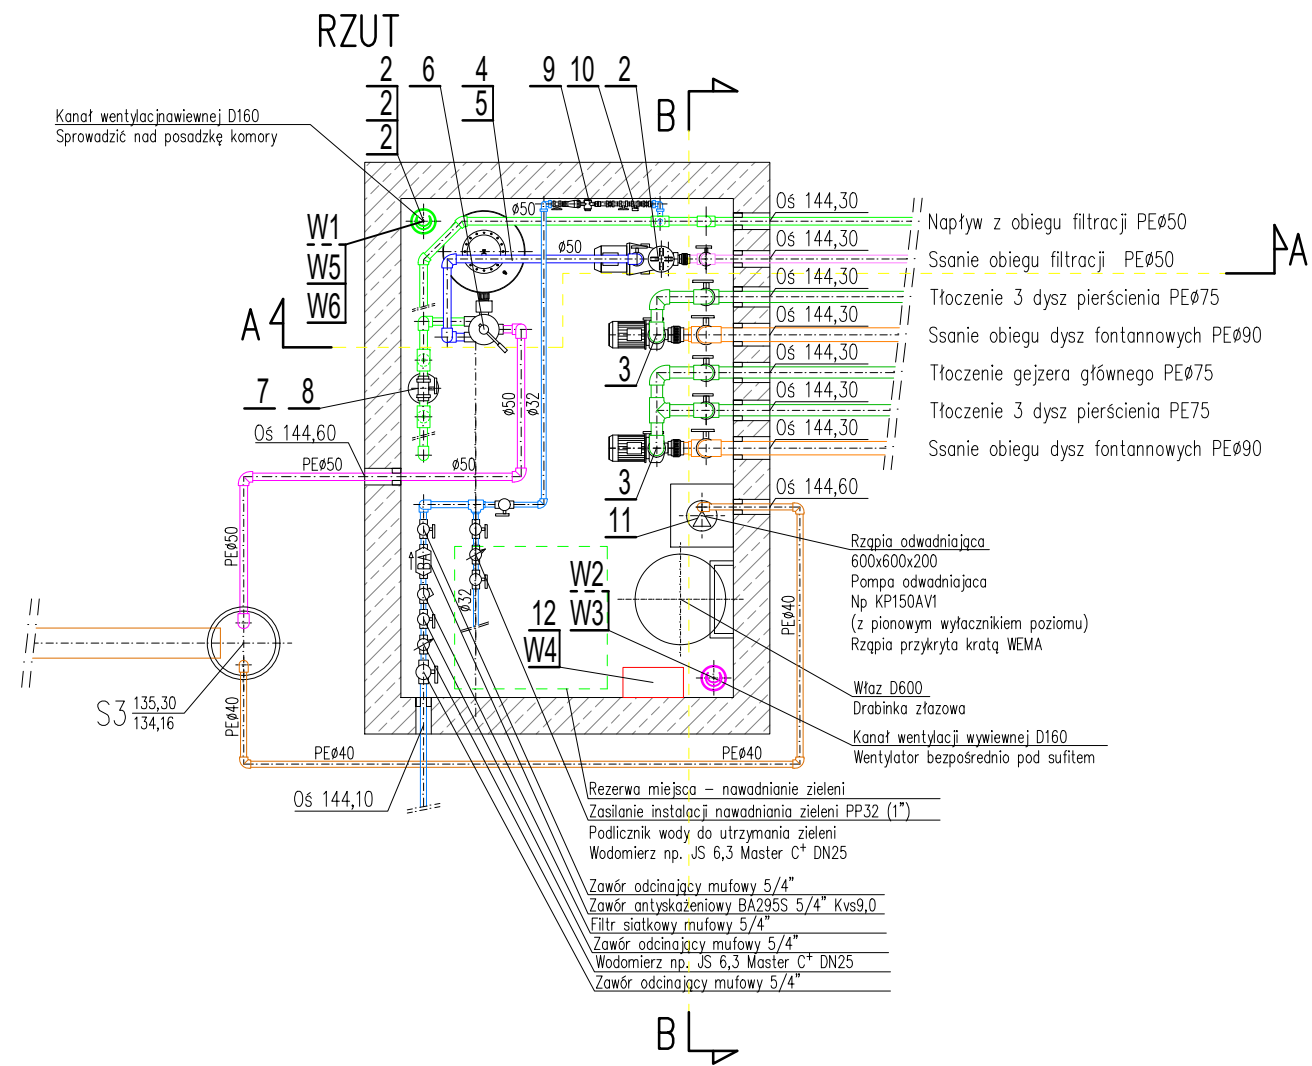 RZUT
2
2
2
6
4
5
9
10
2
B
Kanał wentylacjnawiewnej D160
Sprowadzić nad posadzkę komory
W1
W5
W6
A
A
Ø50
Ø50
Oś 144,30
Oś 144,30
Oś 144,30
Oś 144,30
Oś 144,30
Oś 144,30
Oś 144,30
Oś 144,60
Napływ z obiegu filtracji PEØ50
Ssanie obiegu filtracji PEØ50
Tłoczenie 3 dysz pierścienia PEØ75
Ssanie obiegu dysz fontannowych PEØ90
Tłoczenie gejzera głównego PEØ75
Tłoczenie 3 dysz pierścienia PE75
Ssanie obiegu dysz fontannowych PEØ90
3
7
8
Ø50
Ø32
Oś 144,60
PEØ50
Ø50
3
11
PEØ50
BA
Ø32
W2
W3
12
W4
PEØ40
Rząpia odwadniająca
600x600x200
Pompa odwadniajaca
Np KP150AV1
(z pionowym wyłacznikiem poziomu)
Rząpia przykryta kratą WEMA
Właz D600
Drabinka złazowa
Kanał wentylacji wywiewnej D160
Wentylator bezpośrednio pod sufitem
S3
135,30
134,16
PEØ40
PEØ40
PEØ40
Oś 144,10
Rezerwa miejsca – nawadnianie zieleni
Zasilanie instalacji nawadniania zieleni PP32 (1")
Podlicznik wody do utrzymania zieleni
Wodomierz np. JS 6,3 Master C+ DN25
Zawór odcinający mufowy 5/4"
Zawór antyskażeniowy BA295S 5/4" Kvs9,0
Filtr siatkowy mufowy 5/4"
Zawór odcinający mufowy 5/4"
Wodomierz np. JS 6,3 Master C+ DN25
Zawór odcinający mufowy 5/4"
B